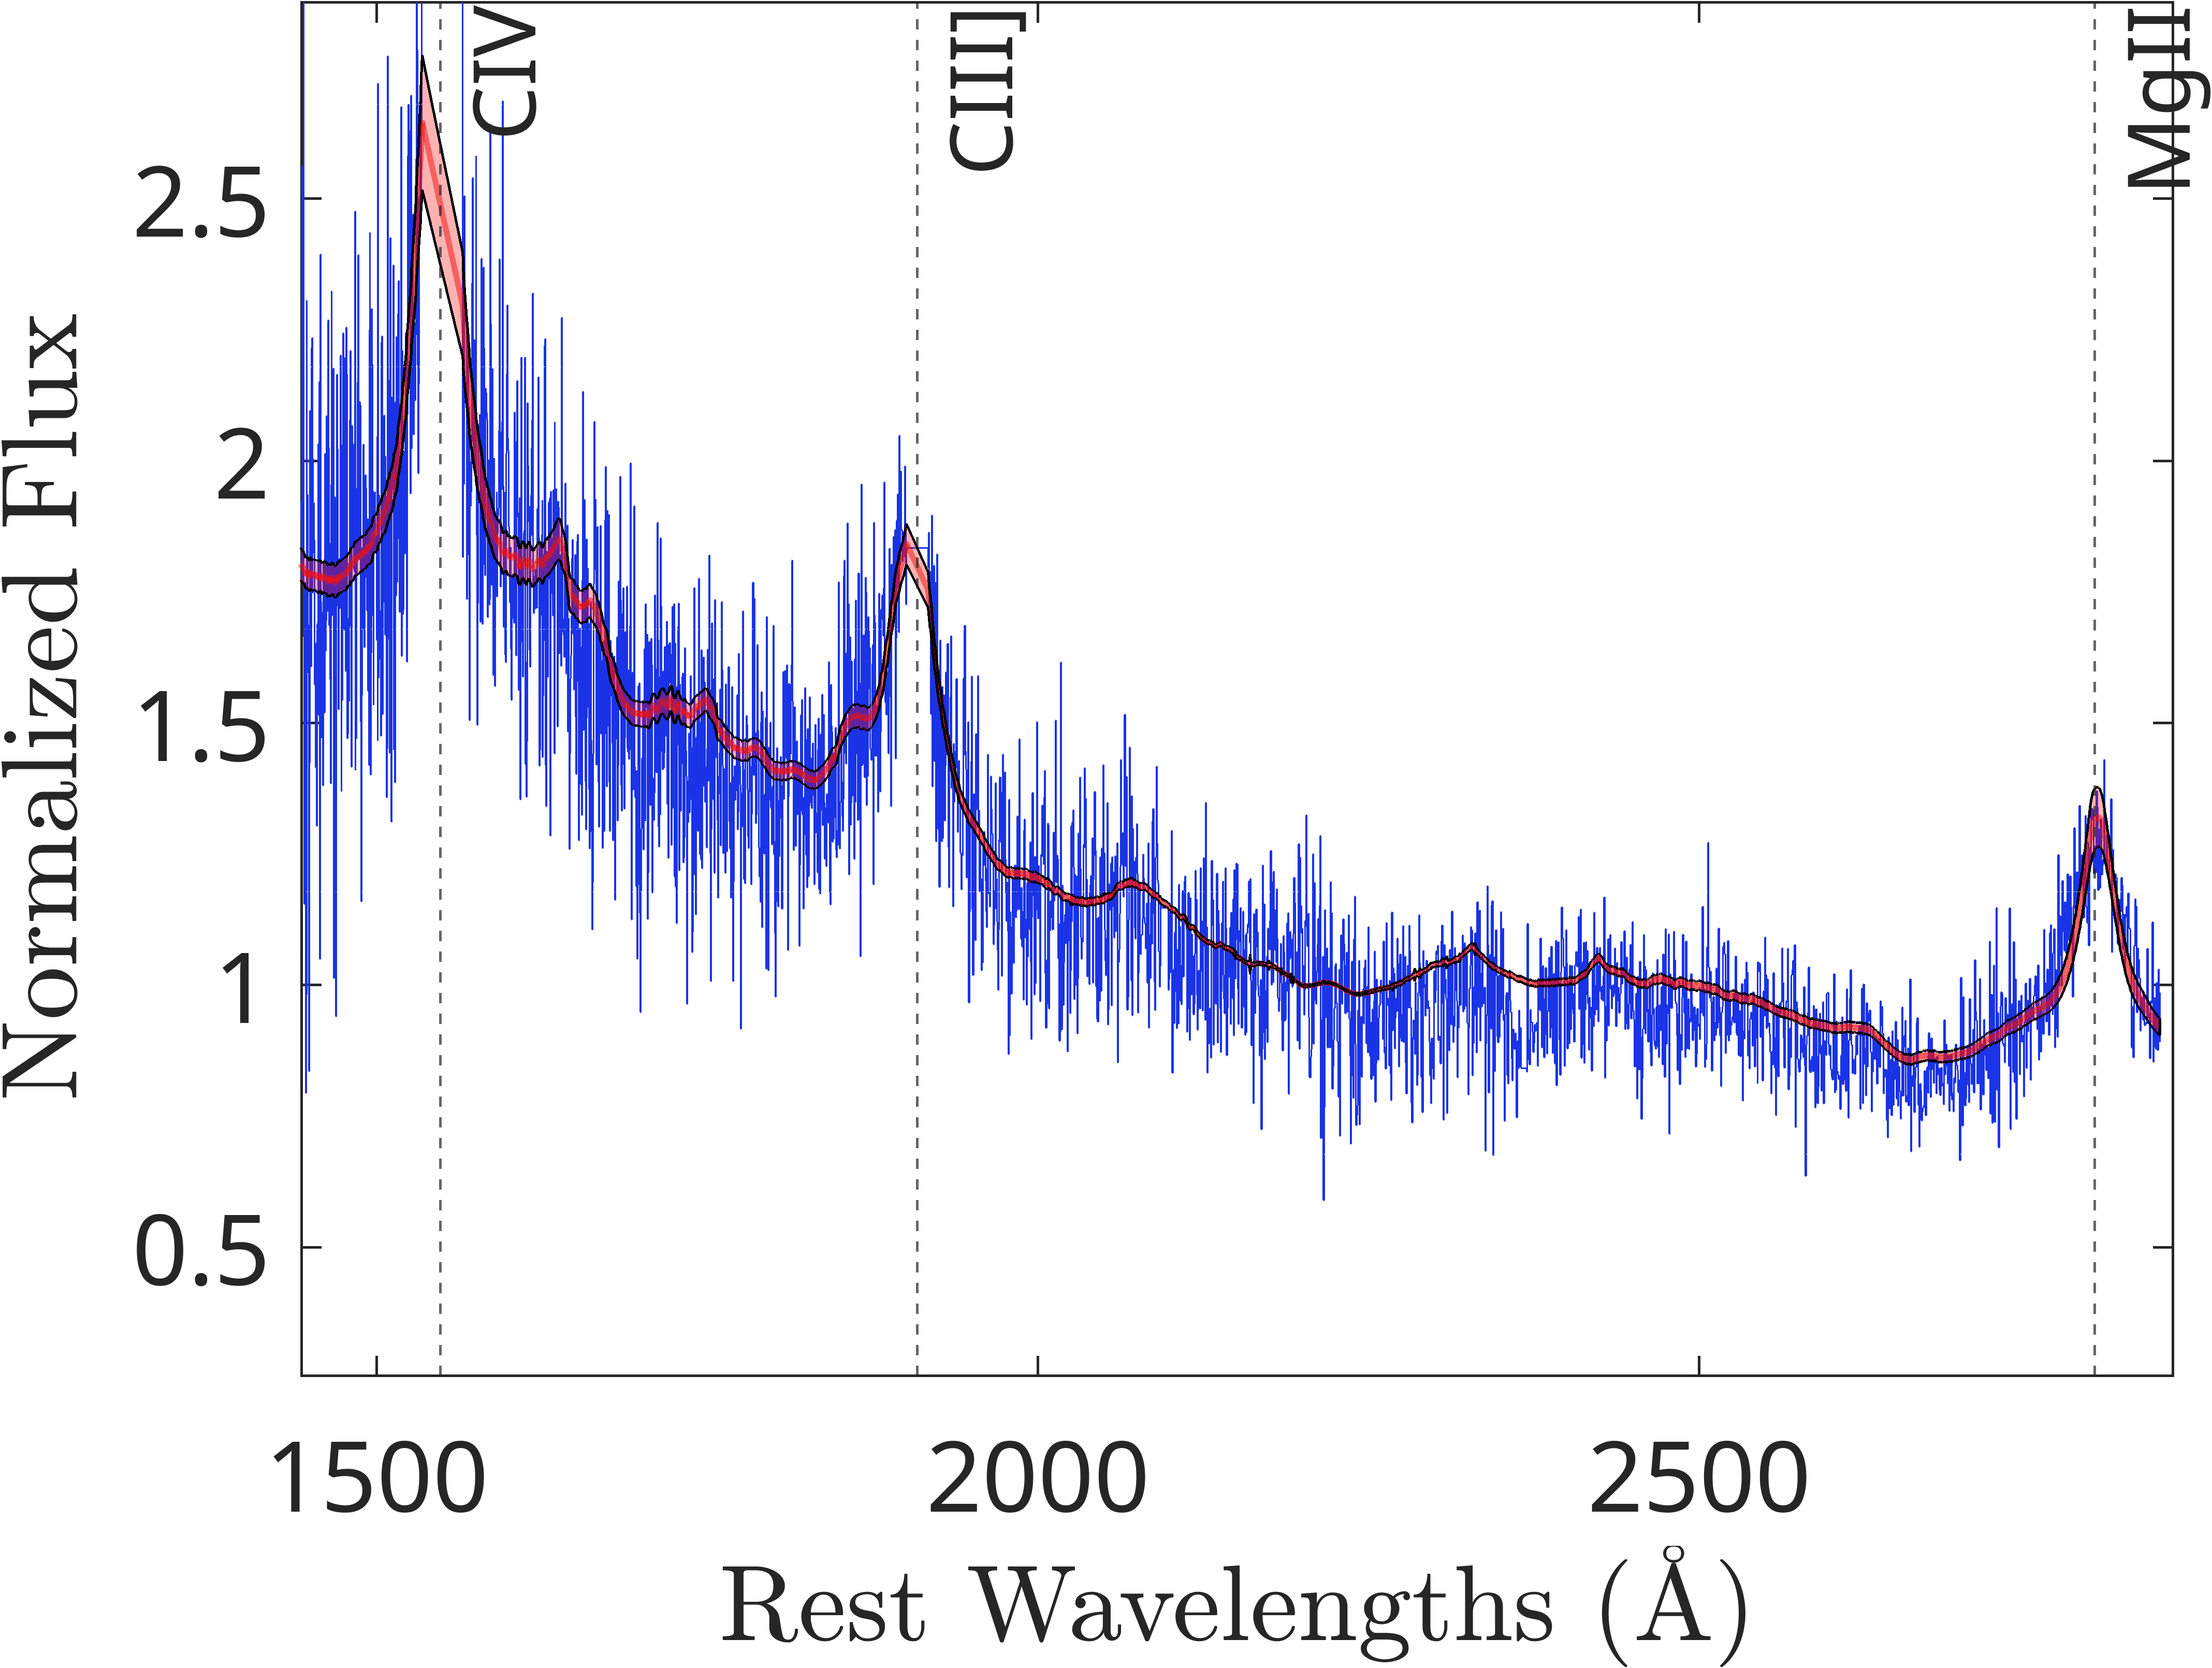 CIV
CIII]
MgII
2.5
2
1.5
1
0.5
Normalized Flux
1500
2000
2500
Rest Wavelengths (Å)